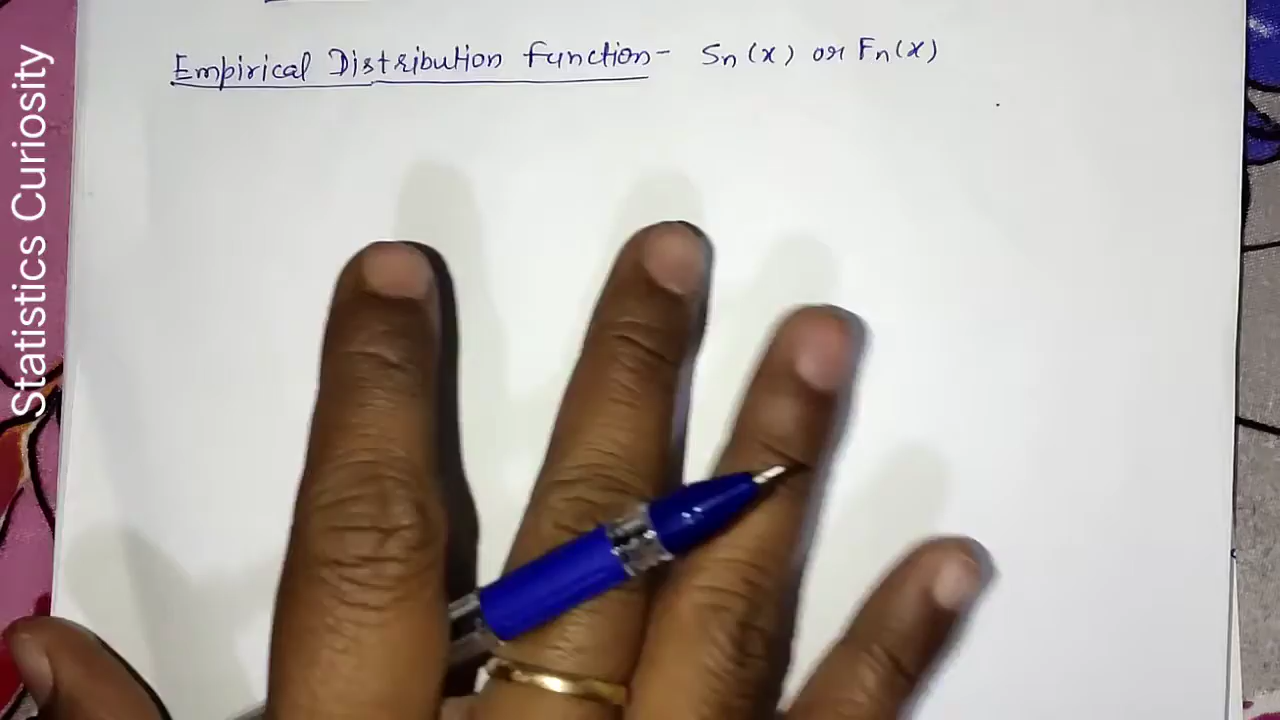 Statistics Curiosity
Empirical Distribution Function- Sn(x) or Fn(x)